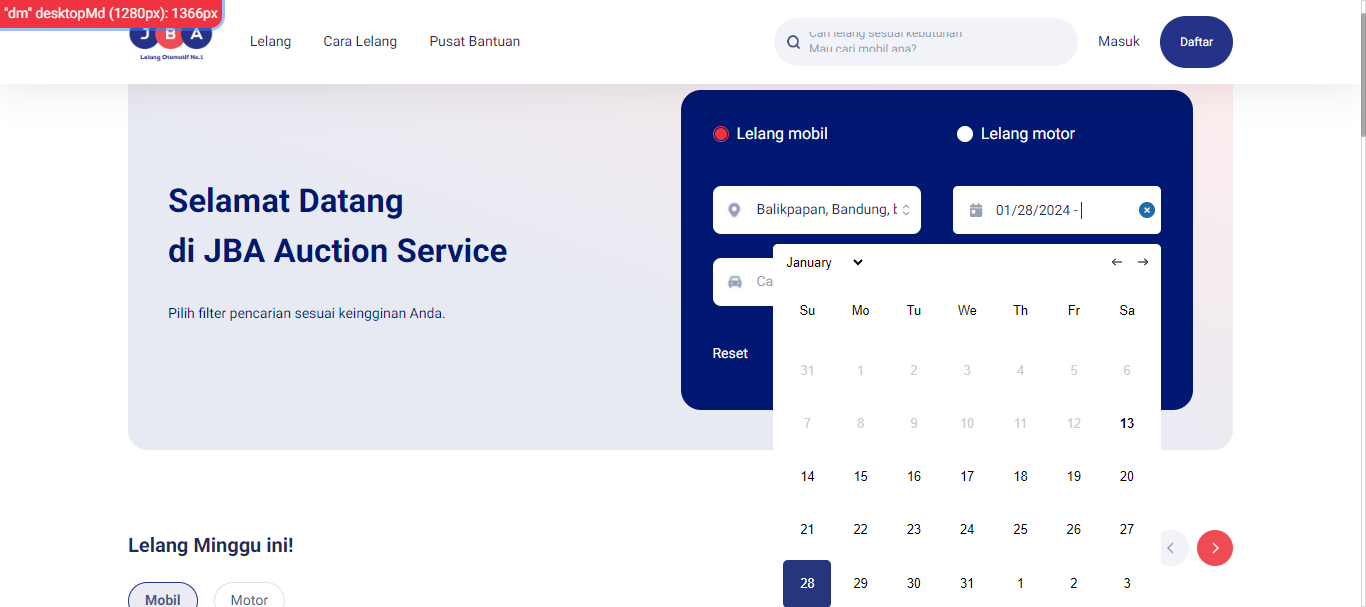 "dm" desktopMd (1280px): 1366px
JBA
Lelang Otomotif No.1
Lelang
Cara Lelang
Pusat Bantuan
Cari lelang sesuai kebutuhan
Mau cari mobil apa?
Masuk
Daftar
Selamat Datang
di JBA Auction Service
Pilih filter pencarian sesuai keingginan Anda.
Lelang mobil
Lelang motor
Balikpapan, Bandung,
01/28/2024 -
Ca
Reset
January
Su Mo Tu We Th Fr Sa
31 1 2 3 4 5 6
7 8 9 10 11 12 13
14 15 16 17 18 19 20
21 22 23 24 25 26 27
28 29 30 31 1 2 3
Lelang Minggu ini!
Mobil
Motor